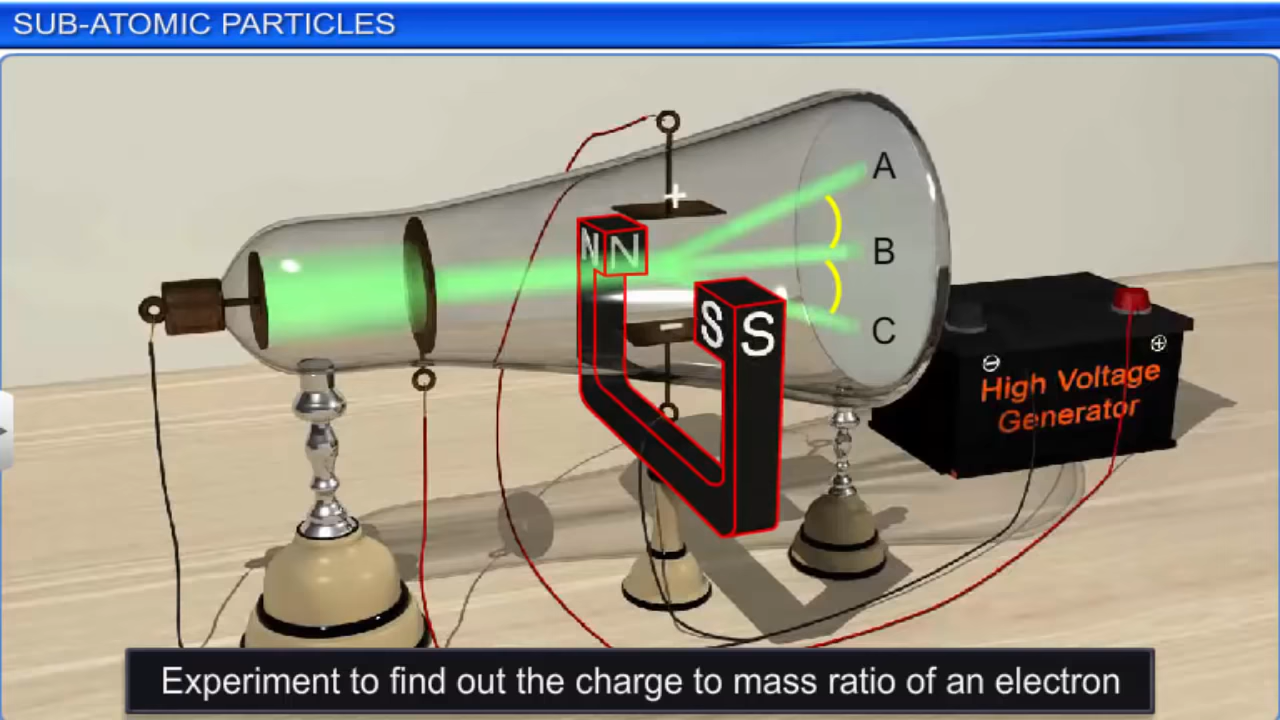 SUB-ATOMIC PARTICLES
+
A
N N
B
S S
-
C
⊖ ⊕
High Voltage
Generator
Experiment to find out the charge to mass ratio of an electron